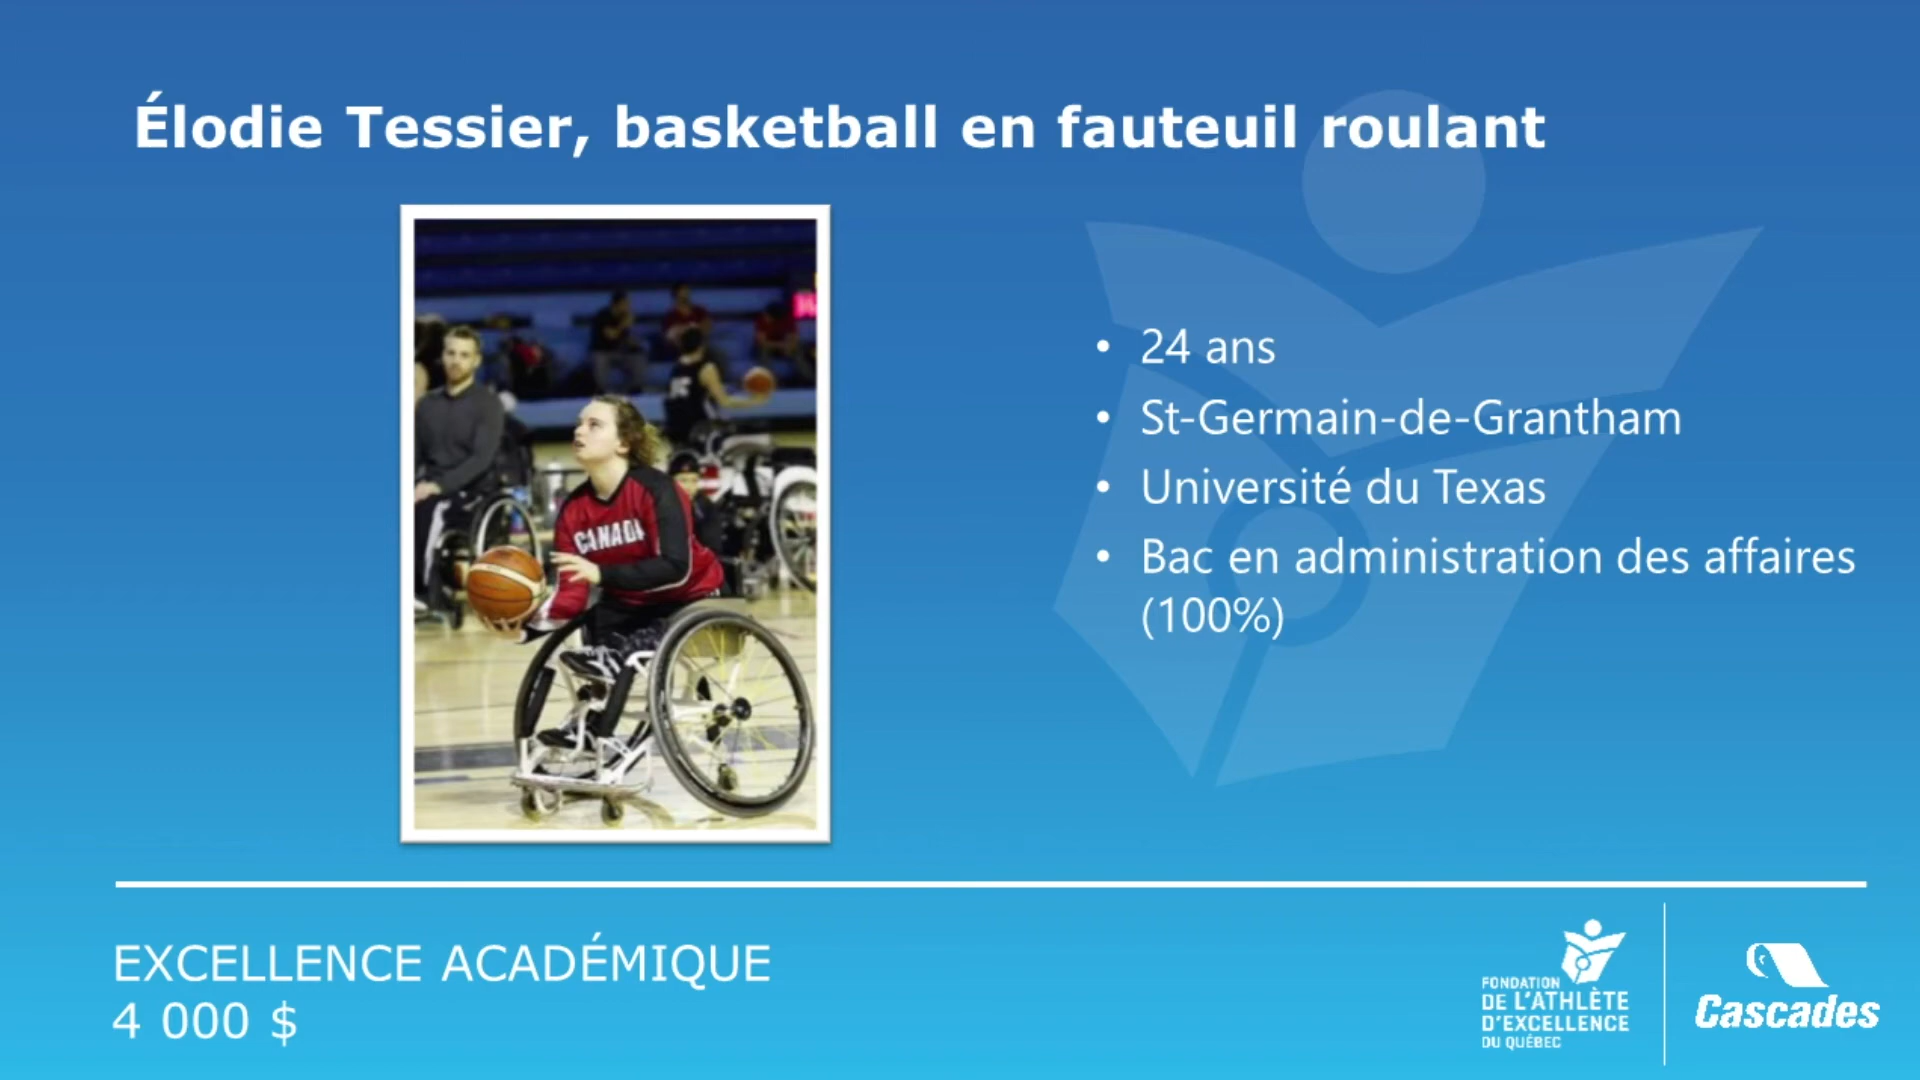 Élodie Tessier, basketball en fauteuil roulant
CANADA
• 24 ans
• St-Germain-de-Grantham
• Université du Texas
• Bac en administration des affaires
(100%)
EXCELLENCE ACADÉMIQUE
4 000 $
FONDATION
DE L'ATHLÈTE
D'EXCELLENCE
DU QUÉBEC
Cascades